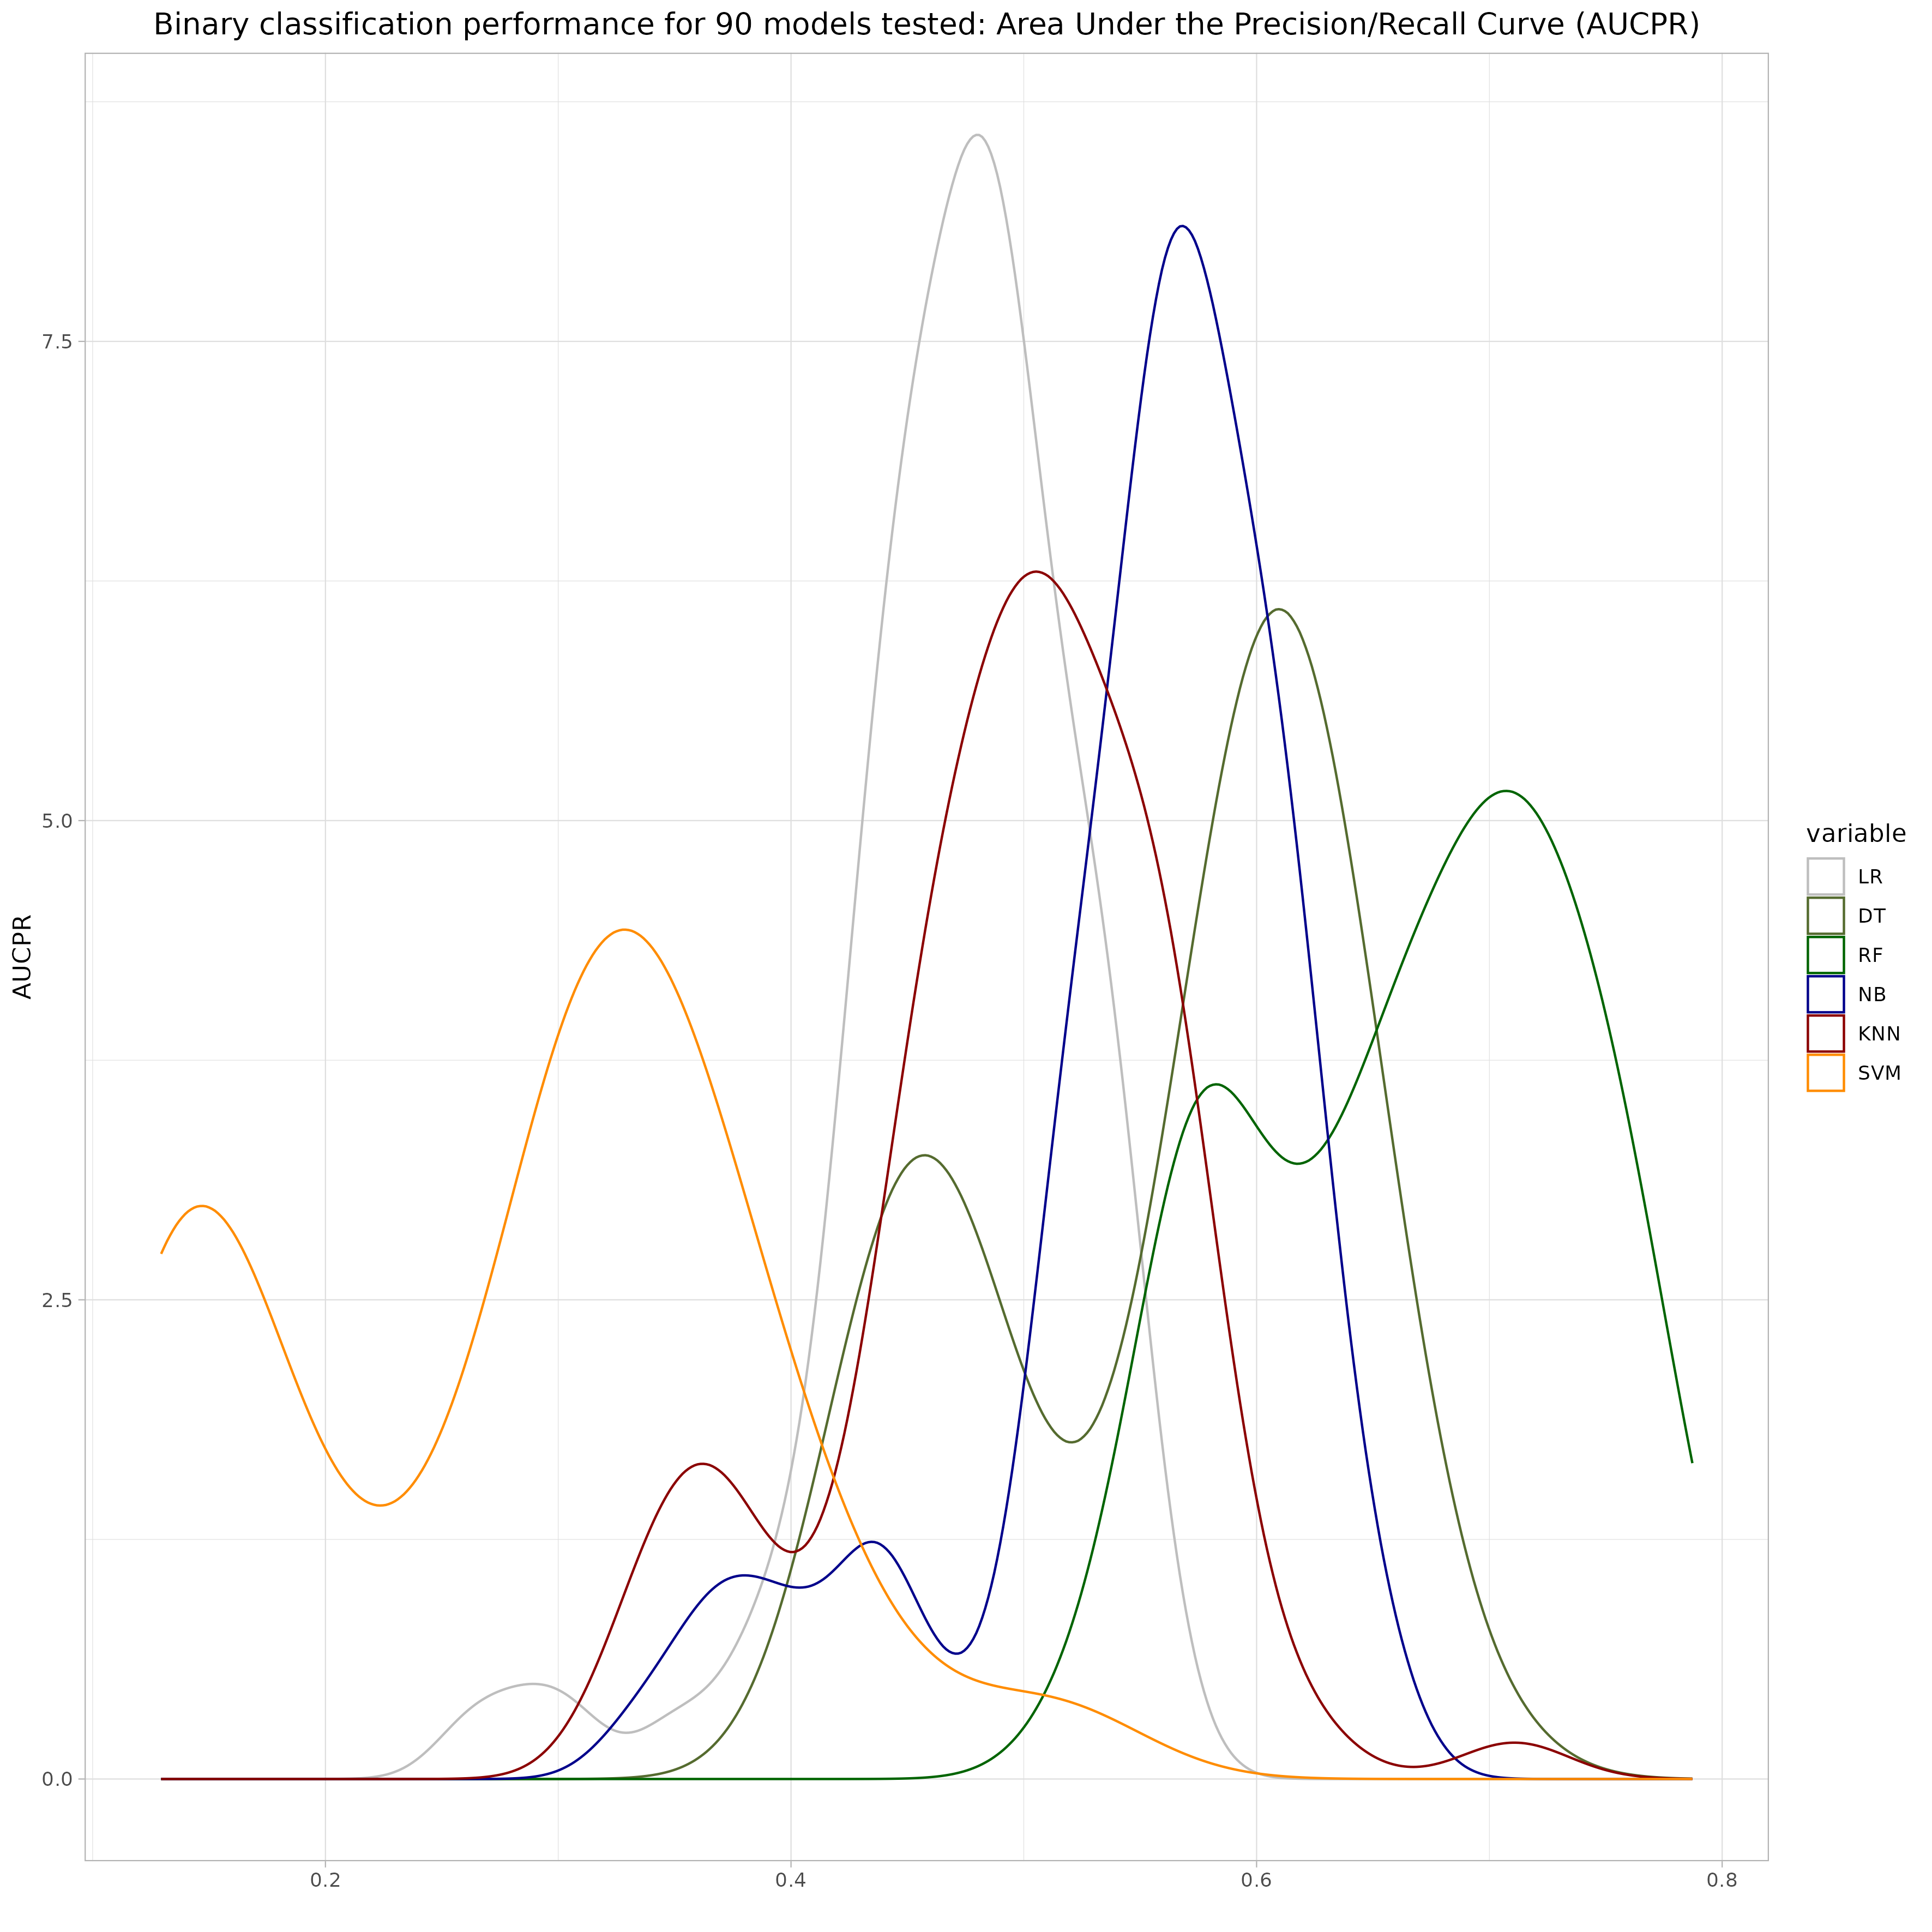 Binary classification performance for 90 models tested: Area Under the Precision/Recall Curve (AUCPR)
7.5
5.0
2.5
0.0
AUCPR
0.2 0.4 0.6 0.8
variable
LR
DT
RF
NB
KNN
SVM